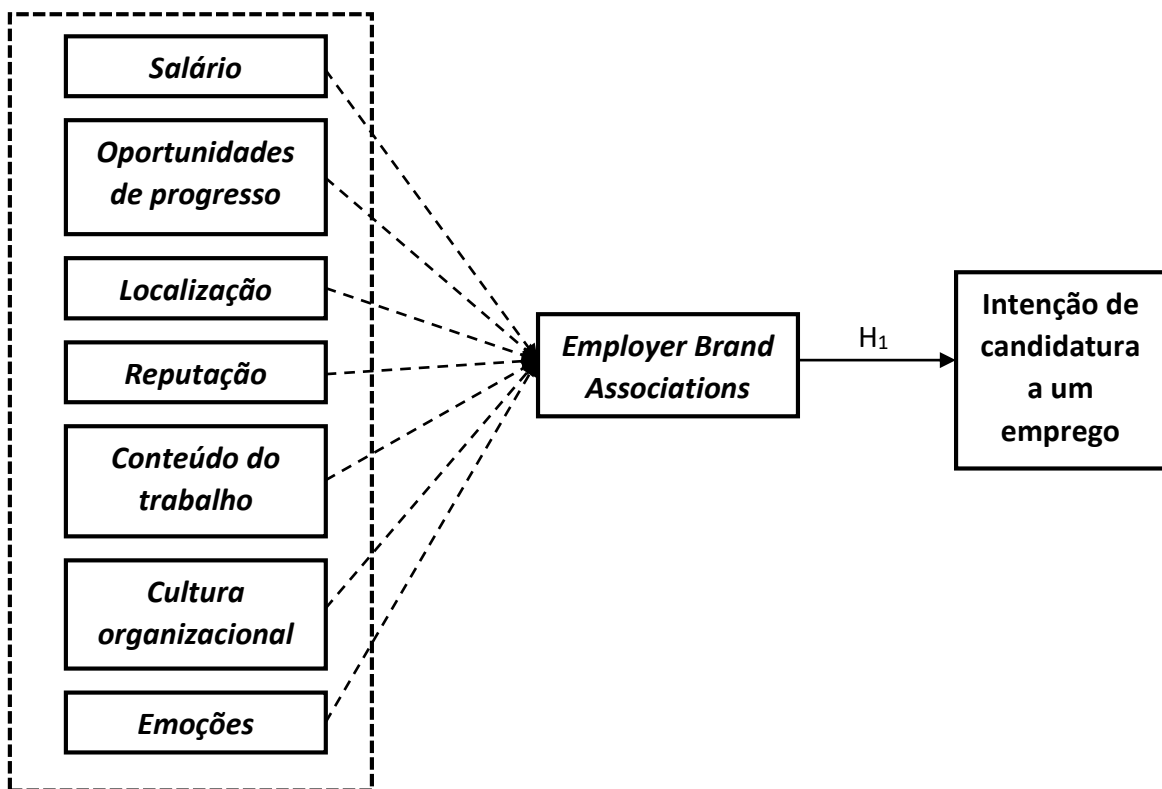 Salário
Oportunidades
de progresso
Localização
Reputação
Conteúdo do
trabalho
Cultura
organizacional
Emoções
Employer Brand
Associations
H₁
Intenção de
candidatura
a um
emprego